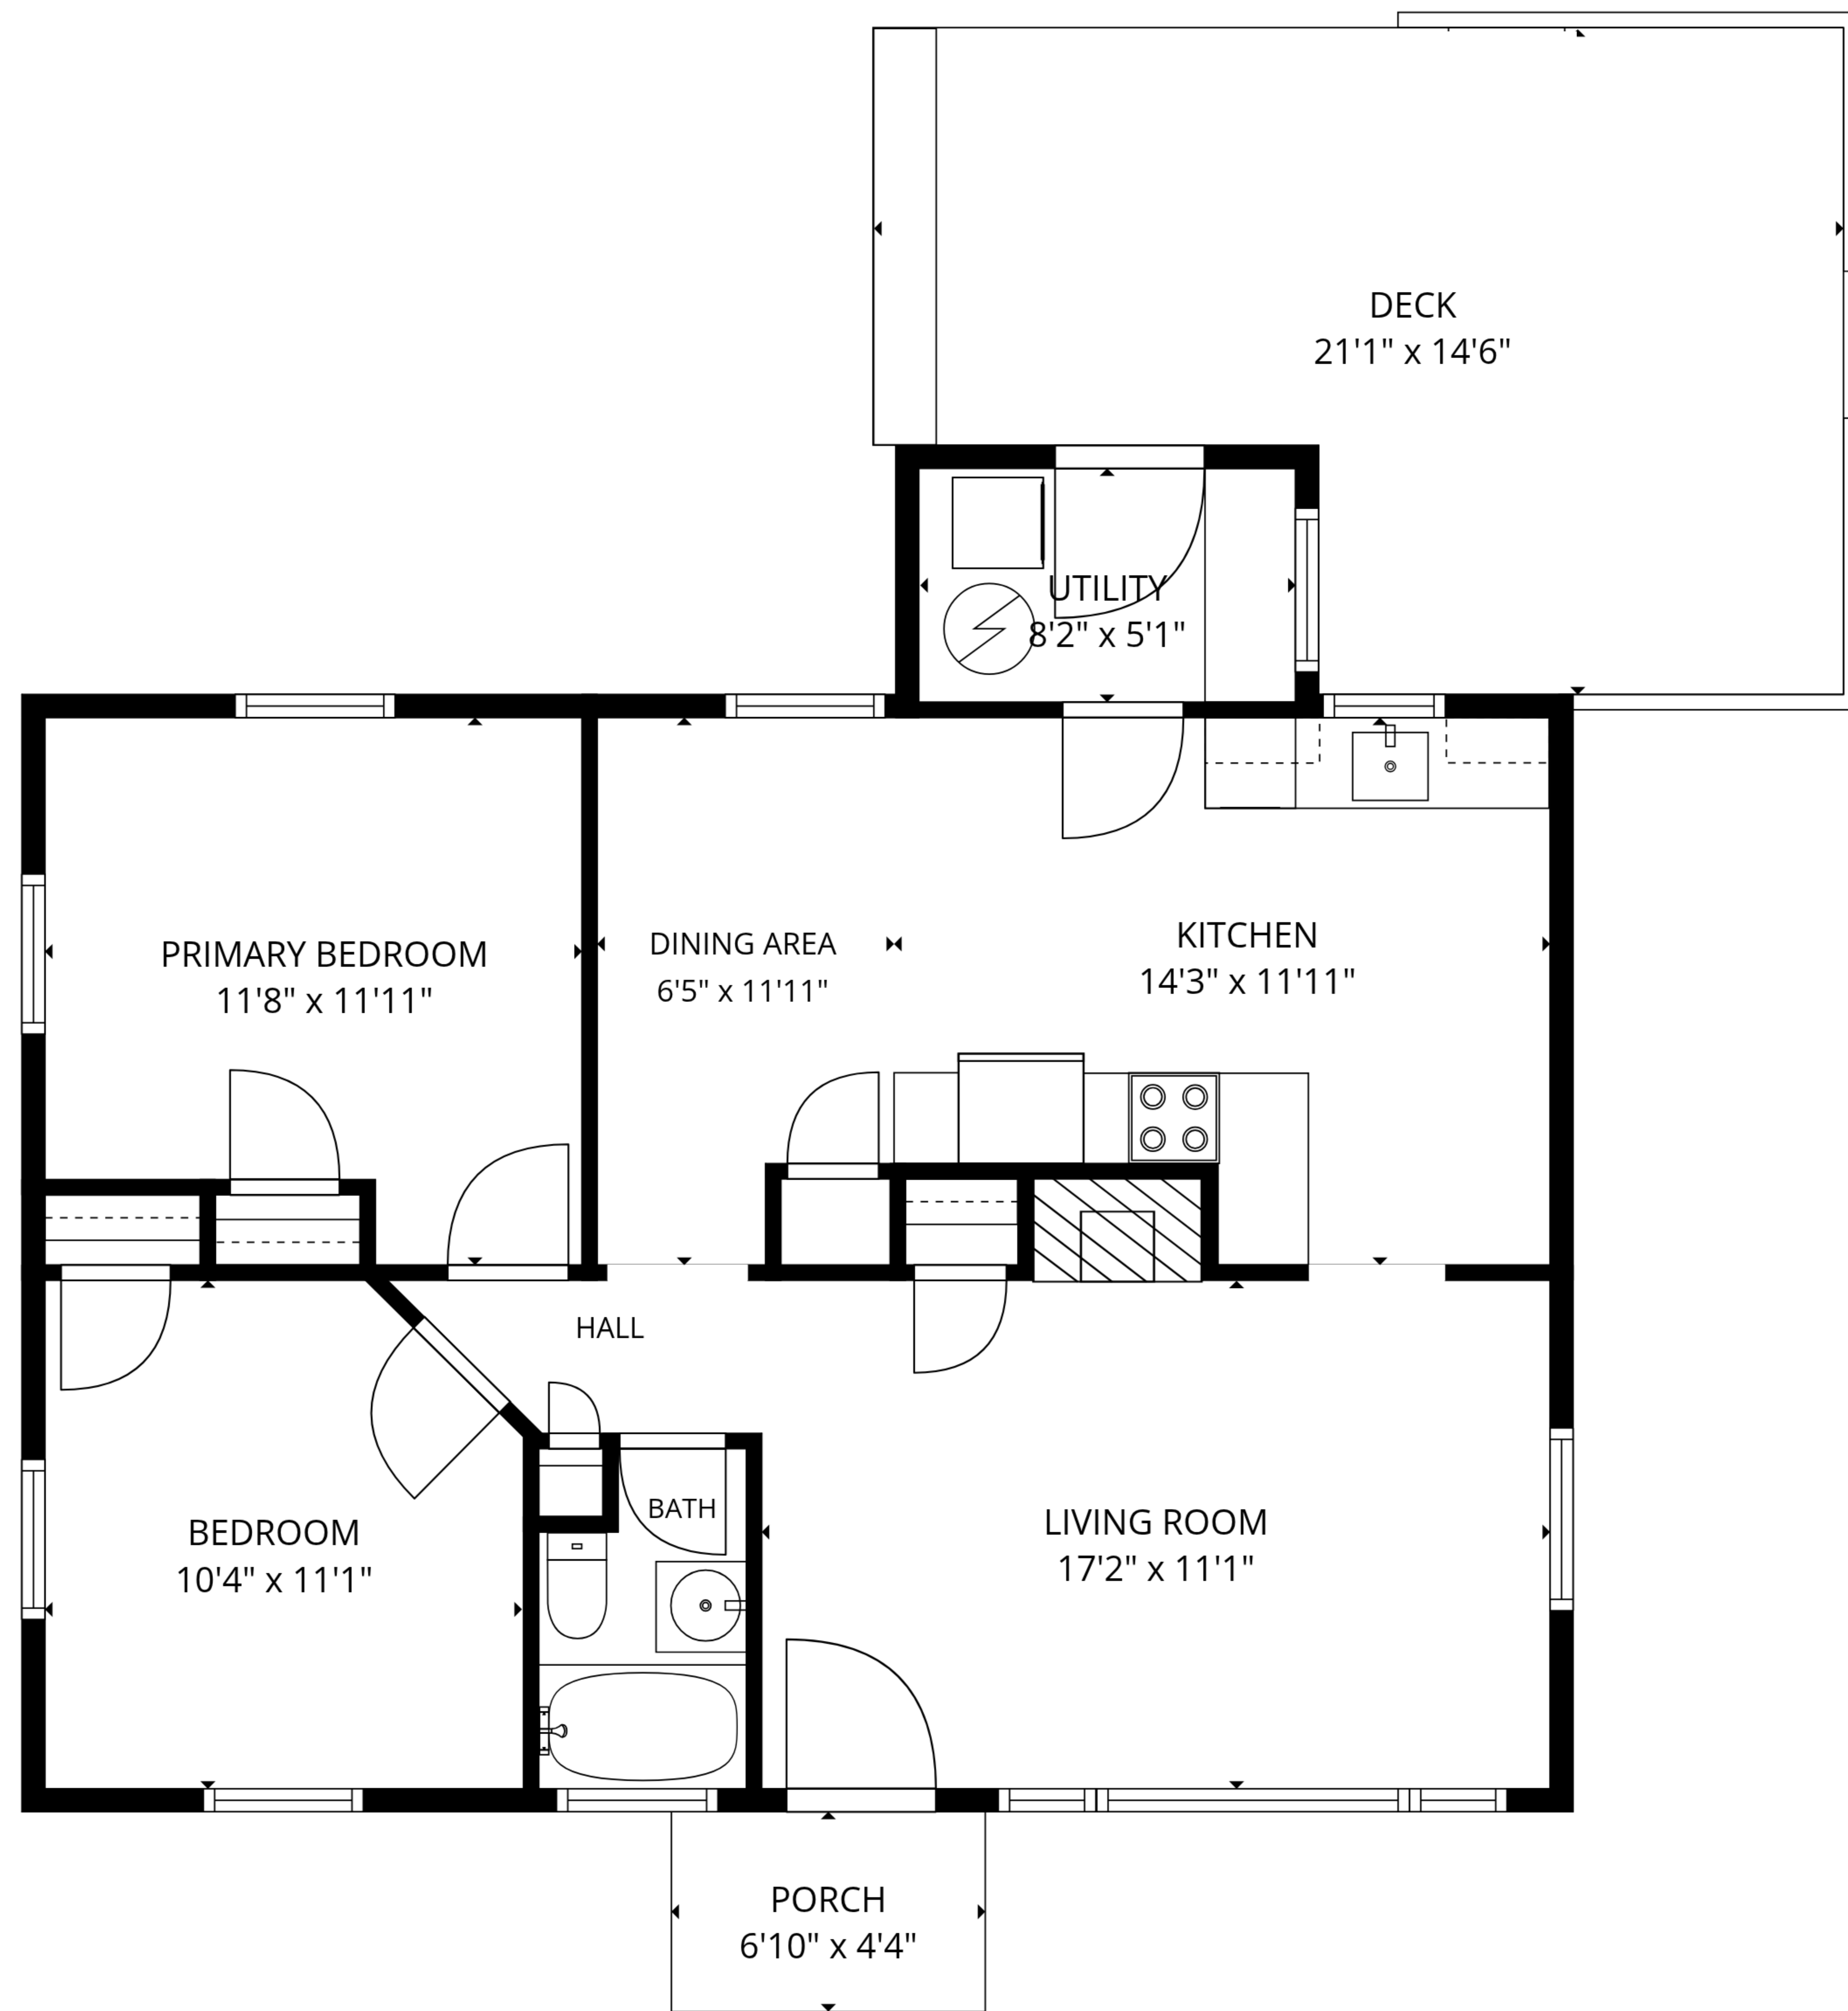 DECK
21'1" x 14'6"
UTILITY
8'2" x 5'1"
PRIMARY BEDROOM
11'8" x 11'11"
DINING AREA
6'5" x 11'11"
KITCHEN
14'3" x 11'11"
HALL
BEDROOM
10'4" x 11'1"
BATH
LIVING ROOM
17'2" x 11'1"
PORCH
6'10" x 4'4"